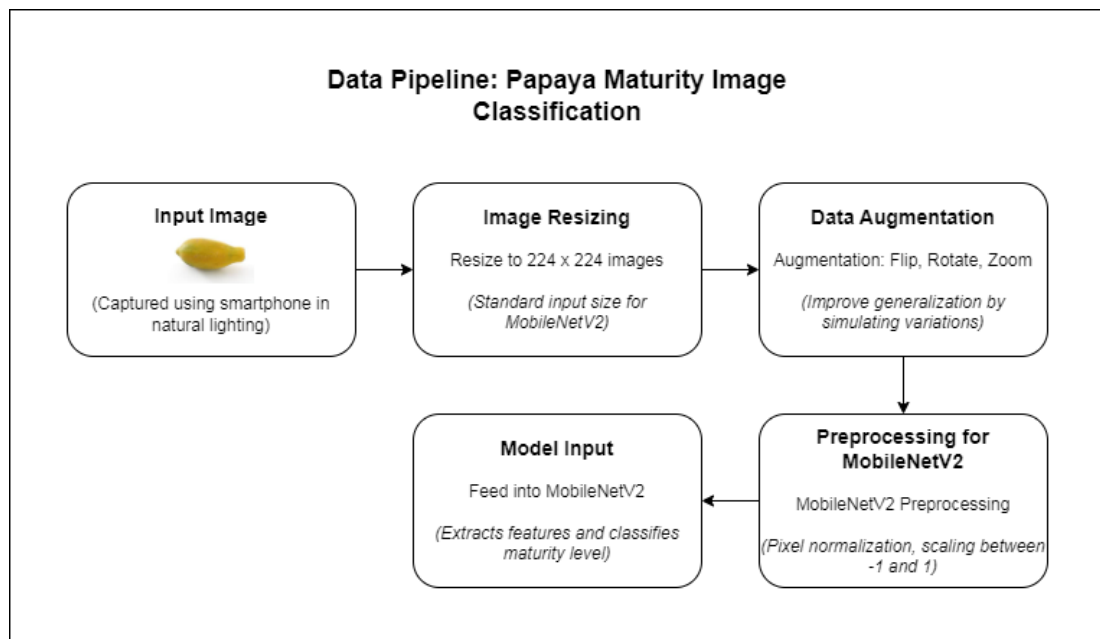 Data Pipeline: Papaya Maturity Image
Classification
Input Image
(Captured using smartphone in
natural lighting)
Image Resizing
Resize to 224 x 224 images
(Standard input size for
MobileNetV2)
Data Augmentation
Augmentation: Flip, Rotate, Zoom
(Improve generalization by
simulating variations)
Preprocessing for
MobileNetV2
MobileNetV2 Preprocessing
(Pixel normalization, scaling between
-1 and 1)
Model Input
Feed into MobileNetV2
(Extracts features and classifies
maturity level)